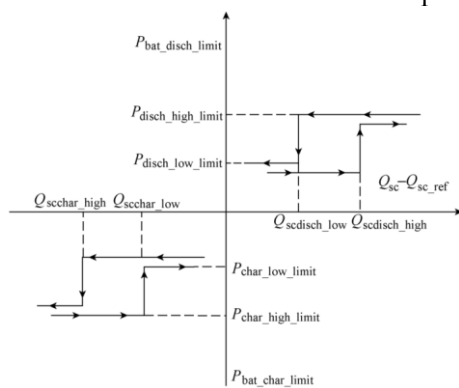 P_bat_disch_limit
P_disch_high_limit
P_disch_low_limit
Q_sc–Q_sc_ref
Q_scchar_high Q_scchar_low
Q_scdisch_low Q_scdisch_high
P_char_low_limit
P_char_high_limit
P_bat_char_limit